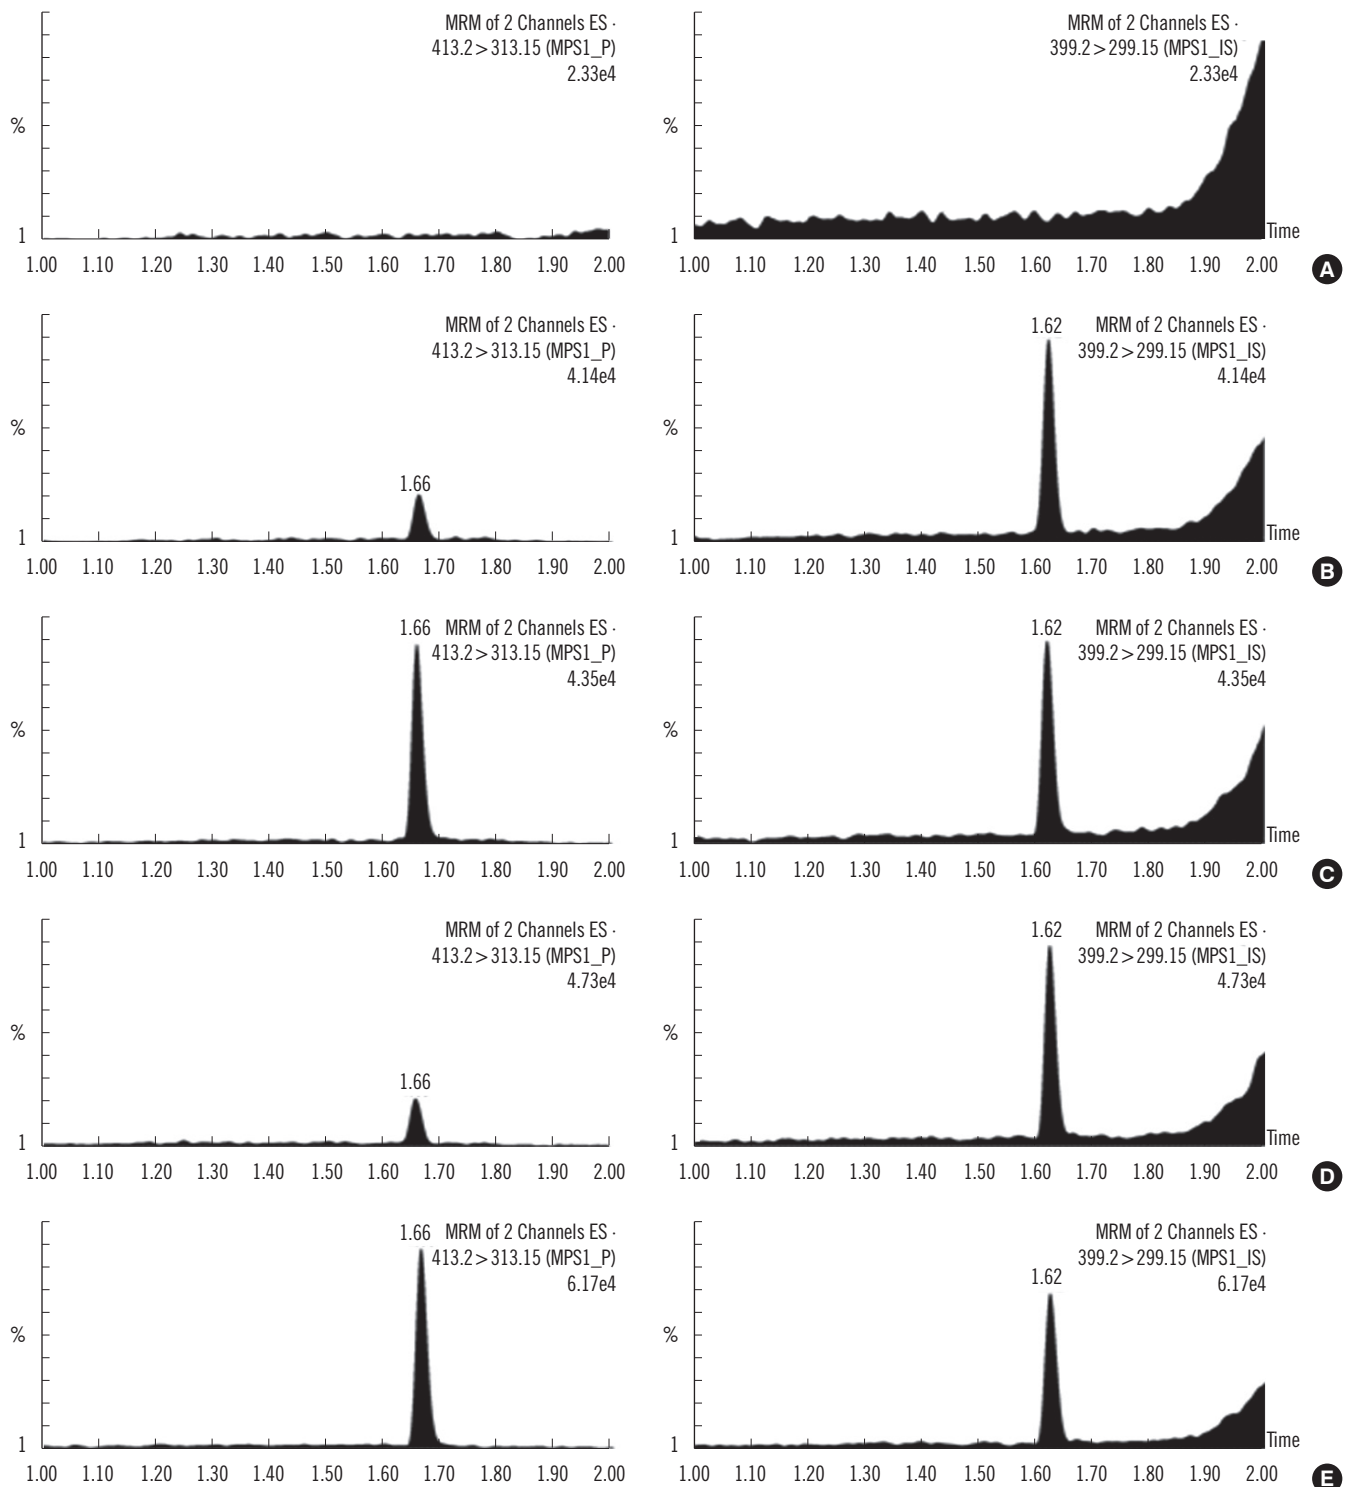 MRM of 2 Channels ES ·
413.2>313.15 (MPS1_P)
2.33e4
%
1
1.00 1.10 1.20 1.30 1.40 1.50 1.60 1.70 1.80 1.90 2.00
MRM of 2 Channels ES ·
399.2>299.15 (MPS1_IS)
2.33e4
%
1
Time
1.00 1.10 1.20 1.30 1.40 1.50 1.60 1.70 1.80 1.90 2.00
A
MRM of 2 Channels ES ·
413.2>313.15 (MPS1_P)
4.14e4
%
1.66
1
1.00 1.10 1.20 1.30 1.40 1.50 1.60 1.70 1.80 1.90 2.00
1.62 MRM of 2 Channels ES ·
399.2>299.15 (MPS1_IS)
4.14e4
%
1
Time
1.00 1.10 1.20 1.30 1.40 1.50 1.60 1.70 1.80 1.90 2.00
B
1.66 MRM of 2 Channels ES ·
413.2>313.15 (MPS1_P)
4.35e4
%
1
1.00 1.10 1.20 1.30 1.40 1.50 1.60 1.70 1.80 1.90 2.00
1.62 MRM of 2 Channels ES ·
399.2>299.15 (MPS1_IS)
4.35e4
%
1
Time
1.00 1.10 1.20 1.30 1.40 1.50 1.60 1.70 1.80 1.90 2.00
C
MRM of 2 Channels ES ·
413.2>313.15 (MPS1_P)
4.73e4
%
1.66
1
1.00 1.10 1.20 1.30 1.40 1.50 1.60 1.70 1.80 1.90 2.00
1.62 MRM of 2 Channels ES ·
399.2>299.15 (MPS1_IS)
4.73e4
%
1
Time
1.00 1.10 1.20 1.30 1.40 1.50 1.60 1.70 1.80 1.90 2.00
D
1.66 MRM of 2 Channels ES ·
413.2>313.15 (MPS1_P)
6.17e4
%
1
1.00 1.10 1.20 1.30 1.40 1.50 1.60 1.70 1.80 1.90 2.00
MRM of 2 Channels ES ·
399.2>299.15 (MPS1_IS)
1.62 6.17e4
%
1
Time
1.00 1.10 1.20 1.30 1.40 1.50 1.60 1.70 1.80 1.90 2.00
E